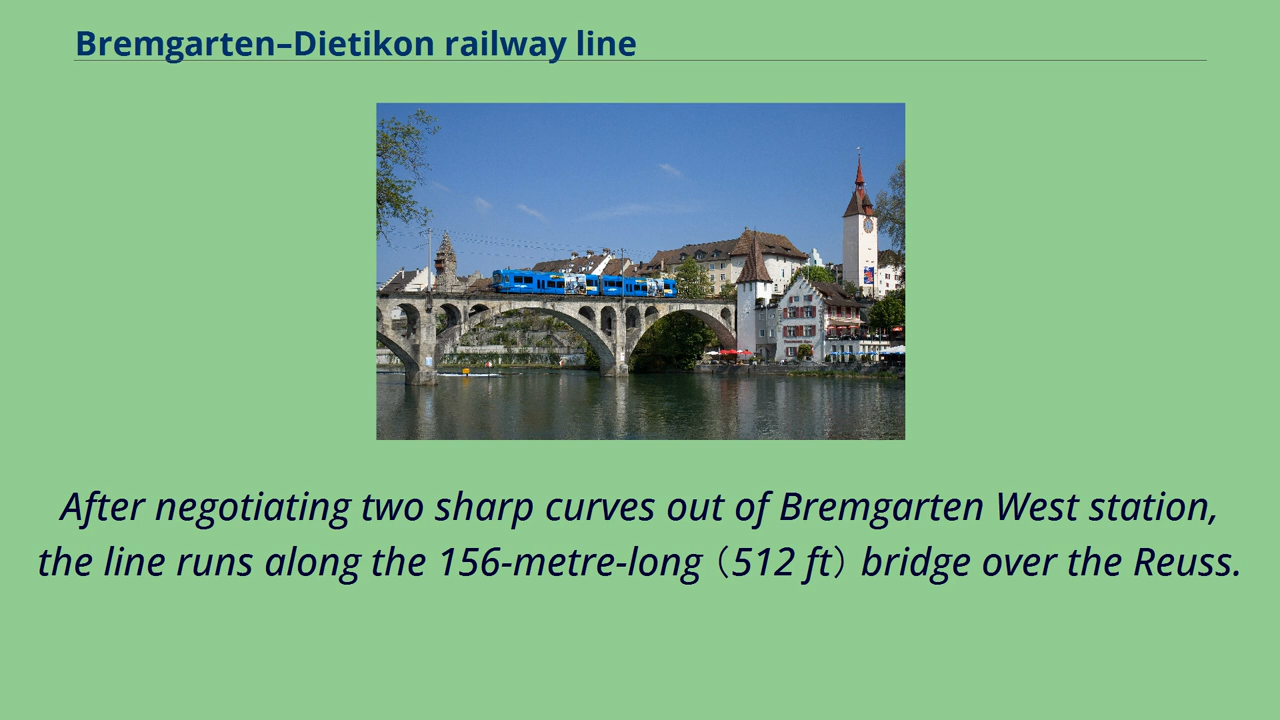 Bremgarten–Dietikon railway line
After negotiating two sharp curves out of Bremgarten West station,
the line runs along the 156-metre-long（512 ft）bridge over the Reuss.